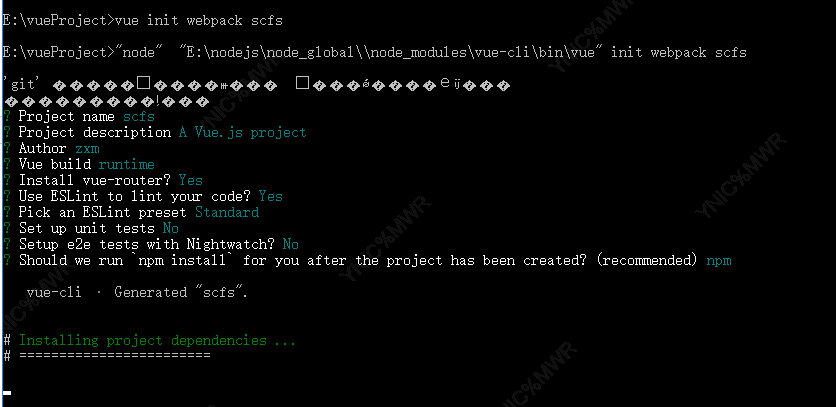 E:\vueProject>vue init webpack scfs
E:\vueProject>"node"  "E:\nodejs\node_global\\node_modules\vue-cli\bin\vue" init webpack scfs
'git'
? Project name scfs
? Project description A Vue.js project
? Author zxm
? Vue build runtime
? Install vue-router? Yes
? Use ESLint to lint your code? Yes
? Pick an ESLint preset Standard
? Set up unit tests No
? Setup e2e tests with Nightwatch? No
? Should we run `npm install` for you after the project has been created? (recommended) npm
vue-cli · Generated "scfs".
# Installing project dependencies ...
# ========================
YNIC%MWR
YNIC%MWR
YNIC%MWR
YNIC%MWR